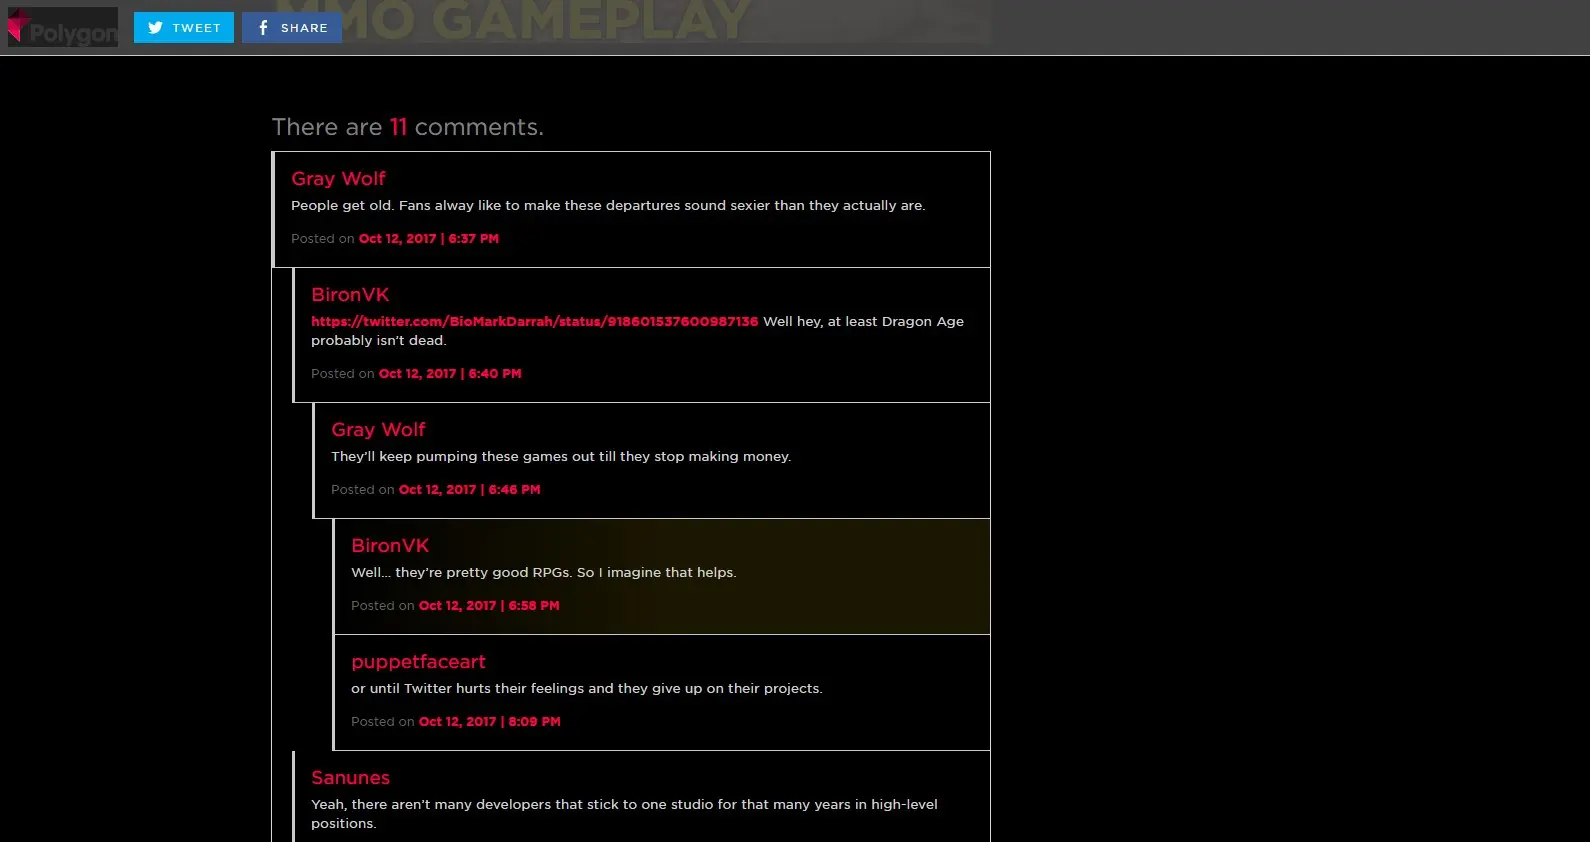 MMO GAMEPLAY
Polygon
TWEET
SHARE
There are 11 comments.
Gray Wolf
People get old. Fans alway like to make these departures sound sexier than they actually are.
Posted on Oct 12, 2017 | 6:37 PM
BironVK
https://twitter.com/BioMarkDarrah/status/918601537600987136 Well hey, at least Dragon Age
probably isn't dead.
Posted on Oct 12, 2017 | 6:40 PM
Gray Wolf
They'll keep pumping these games out till they stop making money.
Posted on Oct 12, 2017 | 6:46 PM
BironVK
Well... they're pretty good RPGs. So I imagine that helps.
Posted on Oct 12, 2017 | 6:58 PM
puppetfaceart
or until Twitter hurts their feelings and they give up on their projects.
Posted on Oct 12, 2017 | 8:09 PM
Sanunes
Yeah, there aren't many developers that stick to one studio for that many years in high-level
positions.